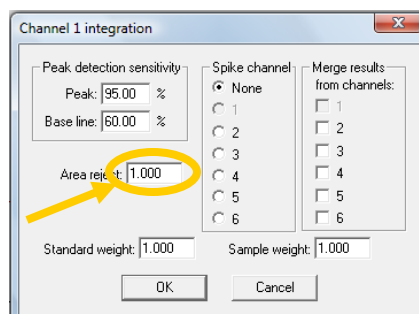 Channel 1 integration
Peak detection sensitivity
Peak: 95.00 %
Base line: 60.00 %
Area reject: 1.000
Spike channel
None
1
2
3
4
5
6
Merge results
from channels:
1
2
3
4
5
6
Standard weight: 1.000
Sample weight: 1.000
OK
Cancel